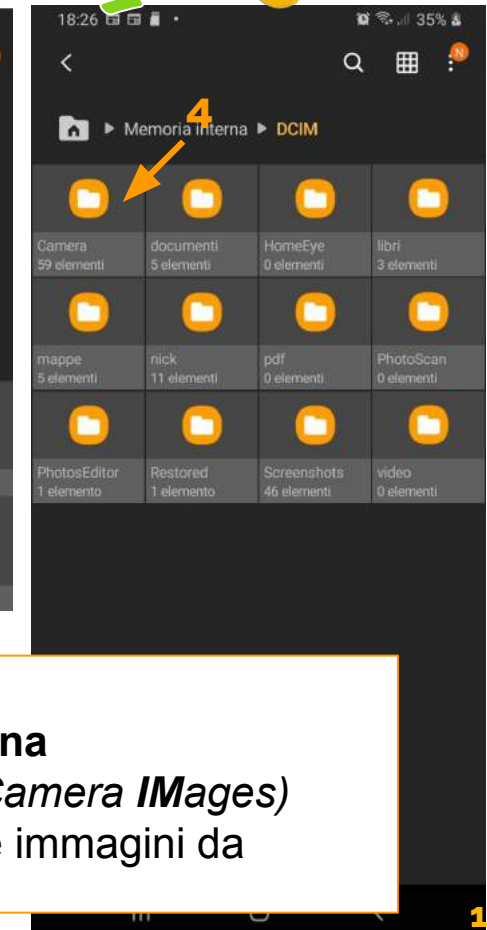 18:26
35%
N
4
Memoria interna ▶ DCIM
Camera documenti HomeEye libri
59 elementi 5 elementi 0 elementi 3 elementi
mappe nick pdf PhotoScan
5 elementi 11 elementi 0 elementi 0 elementi
PhotosEditor Restored Screenshots video
1 elemento 1 elemento 46 elementi 0 elementi
na
Camera IMages)
e immagini da
1